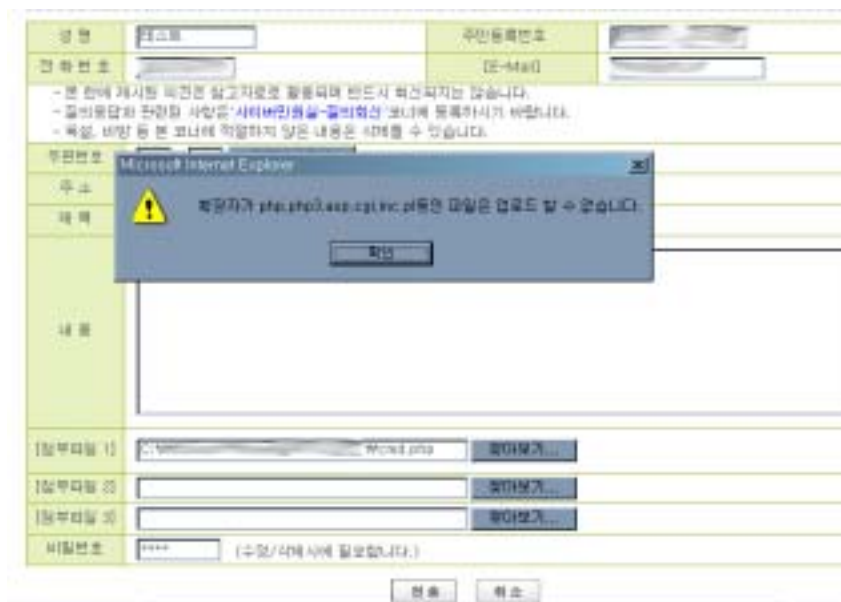 성 명 테스트 주민등록번호
전 화 번 호 [E-Mail]
- 본 란에 제시된 의견은 참고자료로 활용되며 반드시 회신되지는 않습니다.
- 질의응답과 관련된 사항은 '사이버민원실-질의회신' 코너에 등록하시기 바랍니다.
- 욕설, 비방 등 본 코너에 적절하지 않은 내용은 삭제될 수 있습니다.
우편번호
Microsoft Internet Explorer
주 소
확장자가 php,php3,asp,cgi,inc,pl등인 파일은 업로드 할 수 없습니다.
제 목
확인
내 용
[첨부파일 1] C:\ \cmd.php 찾아보기...
[첨부파일 2] 찾아보기...
[첨부파일 3] 찾아보기...
비밀번호 **** (수정/삭제시에 필요합니다.)
전 송 취 소